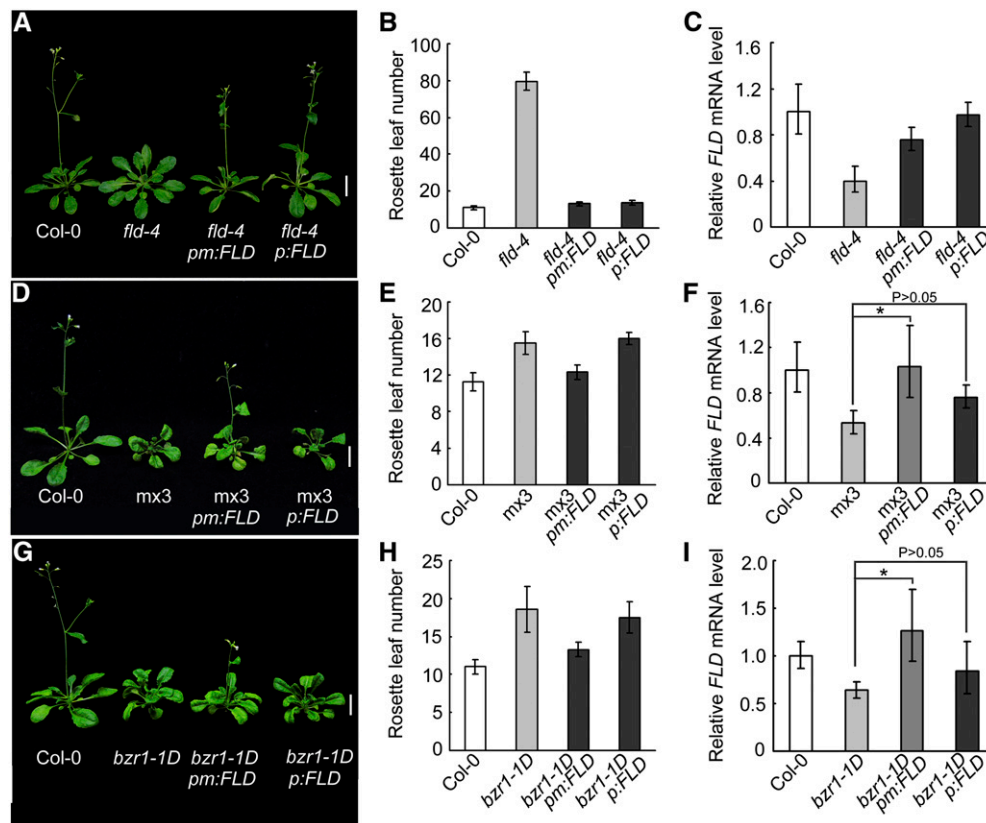 A
Col-0
fld-4
fld-4
pm:FLD
fld-4
p:FLD
B
Rosette leaf number
100
80
60
40
20
0
Col-0
fld-4
fld-4
pm:FLD
fld-4
p:FLD
C
Relative FLD mRNA level
1.6
1.2
0.8
0.4
0
Col-0
fld-4
fld-4
pm:FLD
fld-4
p:FLD
D
Col-0
mx3
mx3
pm:FLD
mx3
p:FLD
E
Rosette leaf number
20
16
12
8
4
0
Col-0
mx3
mx3
pm:FLD
mx3
p:FLD
F
Relative FLD mRNA level
1.6
1.2
0.8
0.4
0
P>0.05
*
Col-0
mx3
mx3
pm:FLD
mx3
p:FLD
G
Col-0
bzr1-1D
bzr1-1D
pm:FLD
bzr1-1D
p:FLD
H
Rosette leaf number
25
20
15
10
5
0
Col-0
bzr1-1D
bzr1-1D
pm:FLD
bzr1-1D
p:FLD
I
Relative FLD mRNA level
2.0
1.5
1.0
0.5
0
P>0.05
*
Col-0
bzr1-1D
bzr1-1D
pm:FLD
bzr1-1D
p:FLD